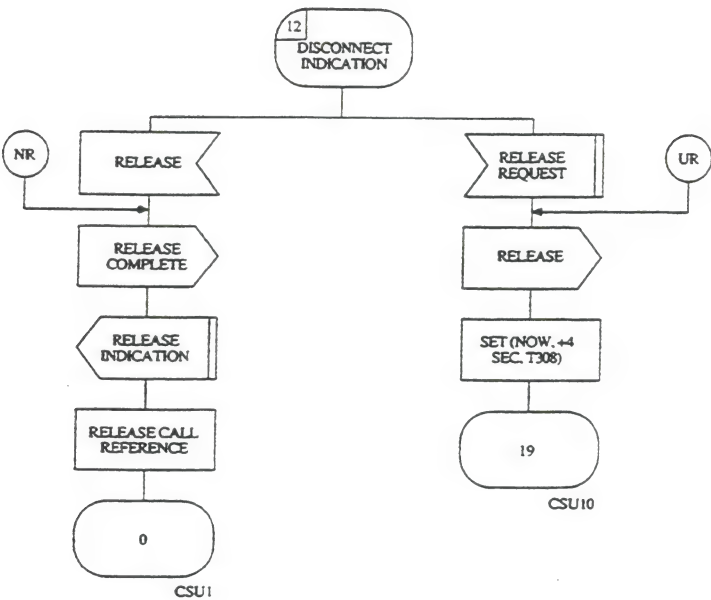 12
DISCONNECT
INDICATION
NR
RELEASE
RELEASE
REQUEST
UR
RELEASE
COMPLETE
RELEASE
RELEASE
INDICATION
SET (NOW, +4
SEC, T308)
RELEASE CALL
REFERENCE
19
CSU10
0
CSU1